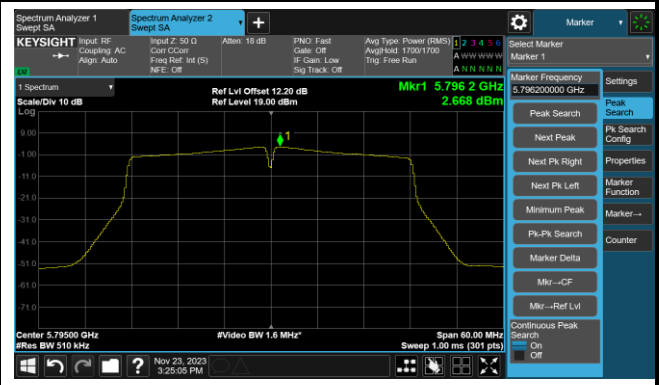 Spectrum Analyzer 1
Swept SA
Spectrum Analyzer 2
Swept SA
Marker
KEYSIGHT
Input: RF
Coupling: AC
Align: Auto
Input Z: 50 Ω
Corr CCorr
Freq Ref: Int (S)
NFE: Off
Atten: 18 dB
PNO: Fast
Gate: Off
IF Gain: Low
Sig Track: Off
Avg Type: Power (RMS)
Avg|Hold: 1700/1700
Trig: Free Run
1 2 3 4 5 6
A W W W W W
A N N N N N
LXI
Select Marker
Marker 1
1 Spectrum
Scale/Div 10 dB
Log
Ref Lvl Offset 12.20 dB
Ref Level 19.00 dBm
Mkr1 5.796 2 GHz
2.668 dBm
1
9.00
-1.00
-11.0
-21.0
-31.0
-41.0
-51.0
-61.0
-71.0
Center 5.79500 GHz
#Res BW 510 kHz
#Video BW 1.6 MHz*
Span 60.00 MHz
Sweep 1.00 ms (301 pts)
Marker Frequency
5.796200000 GHz
Peak Search
Next Peak
Next Pk Right
Next Pk Left
Minimum Peak
Pk-Pk Search
Marker Delta
Mkr→CF
Mkr→Ref Lvl
Continuous Peak
Search
On
Off
Settings
Peak
Search
Pk Search
Config
Properties
Marker
Function
Marker→
Counter
?
Nov 23, 2023
3:25:05 PM